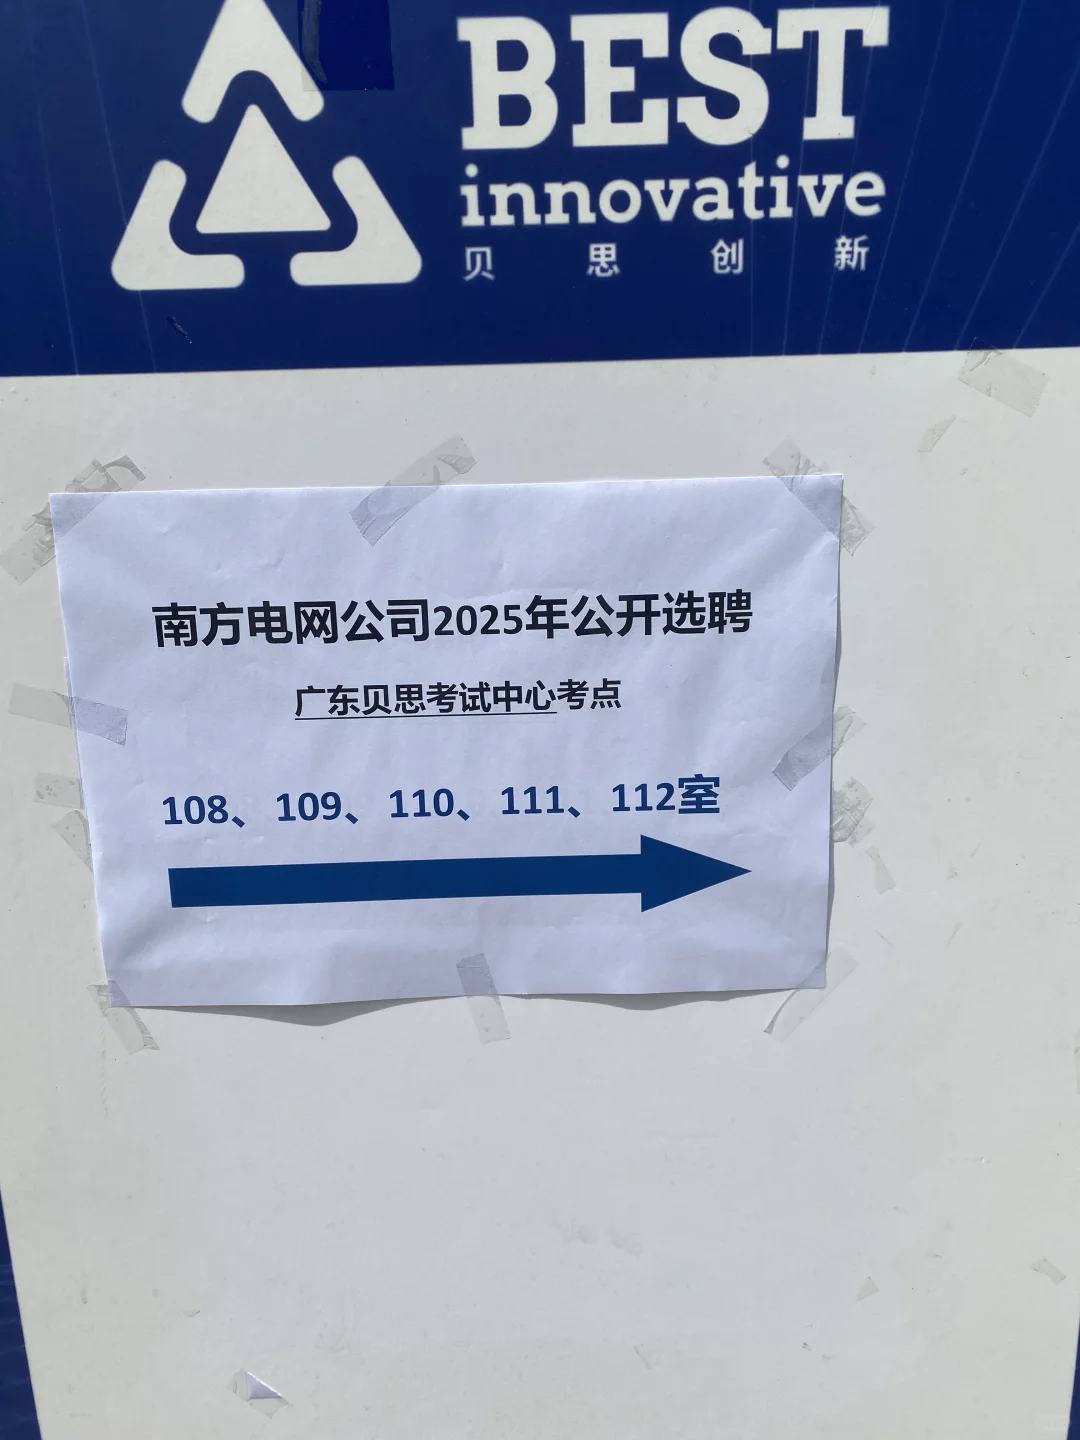 BEST
innovative
贝思创新
南方电网公司2025年公开选聘
广东贝思考试中心考点
108、109、110、111、112室